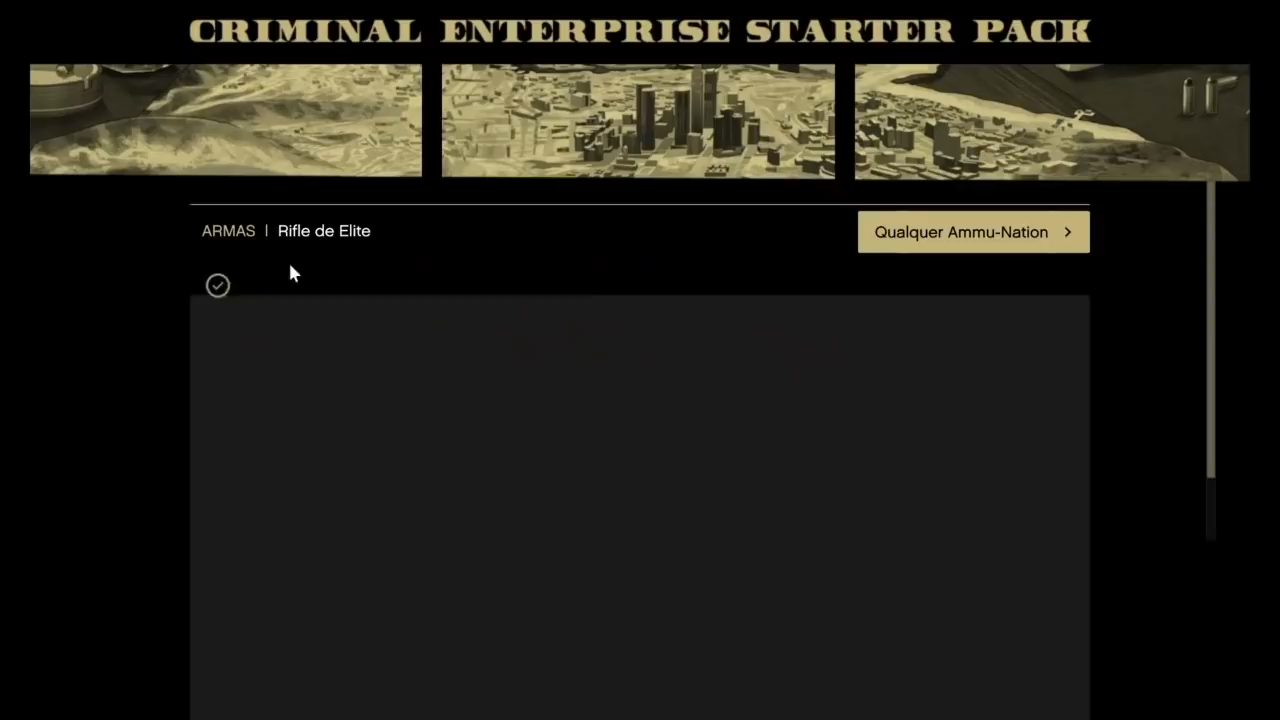 CRIMINAL ENTERPRISE STARTER PACK
ARMAS | Rifle de Elite
Qualquer Ammu-Nation >